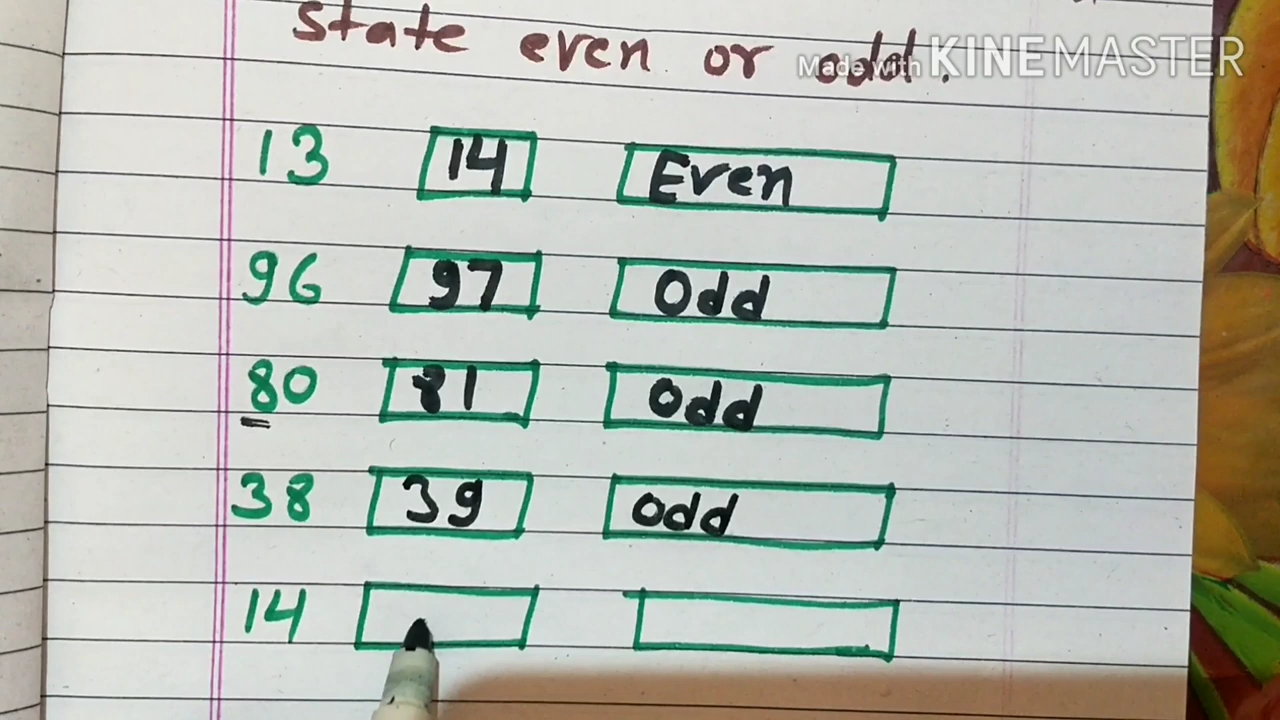 state even or odd.
Made with KINEMASTER
13 14 Even
96 97 Odd
80 81 Odd
38 39 odd
14